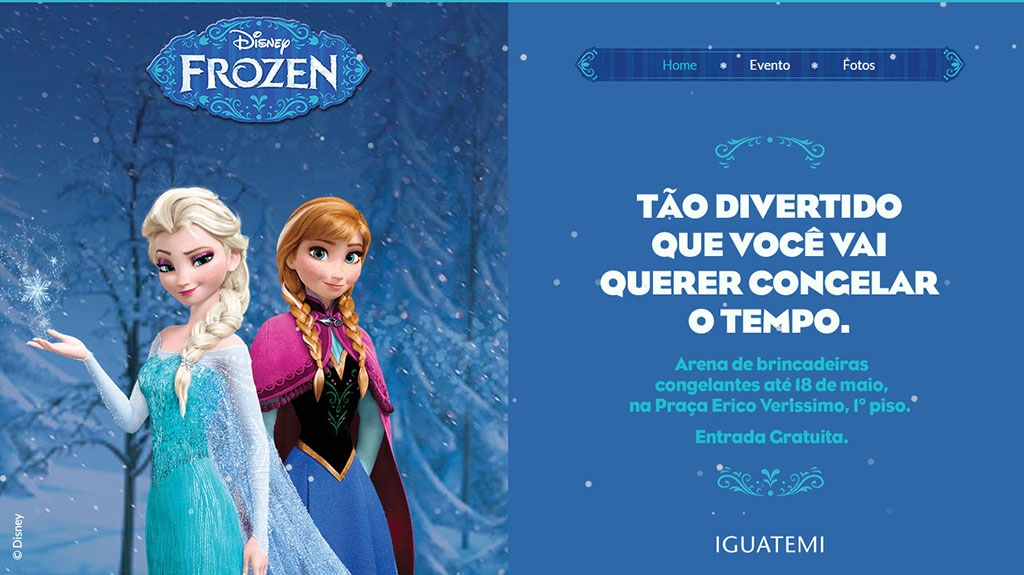 Disney
FROZEN
© Disney
Home Evento Fotos
TÃO DIVERTIDO
QUE VOCÊ VAI
QUERER CONGELAR
O TEMPO.
Arena de brincadeiras
congelantes até 18 de maio,
na Praça Erico Verissimo, 1º piso.
Entrada Gratuita.
IGUATEMI